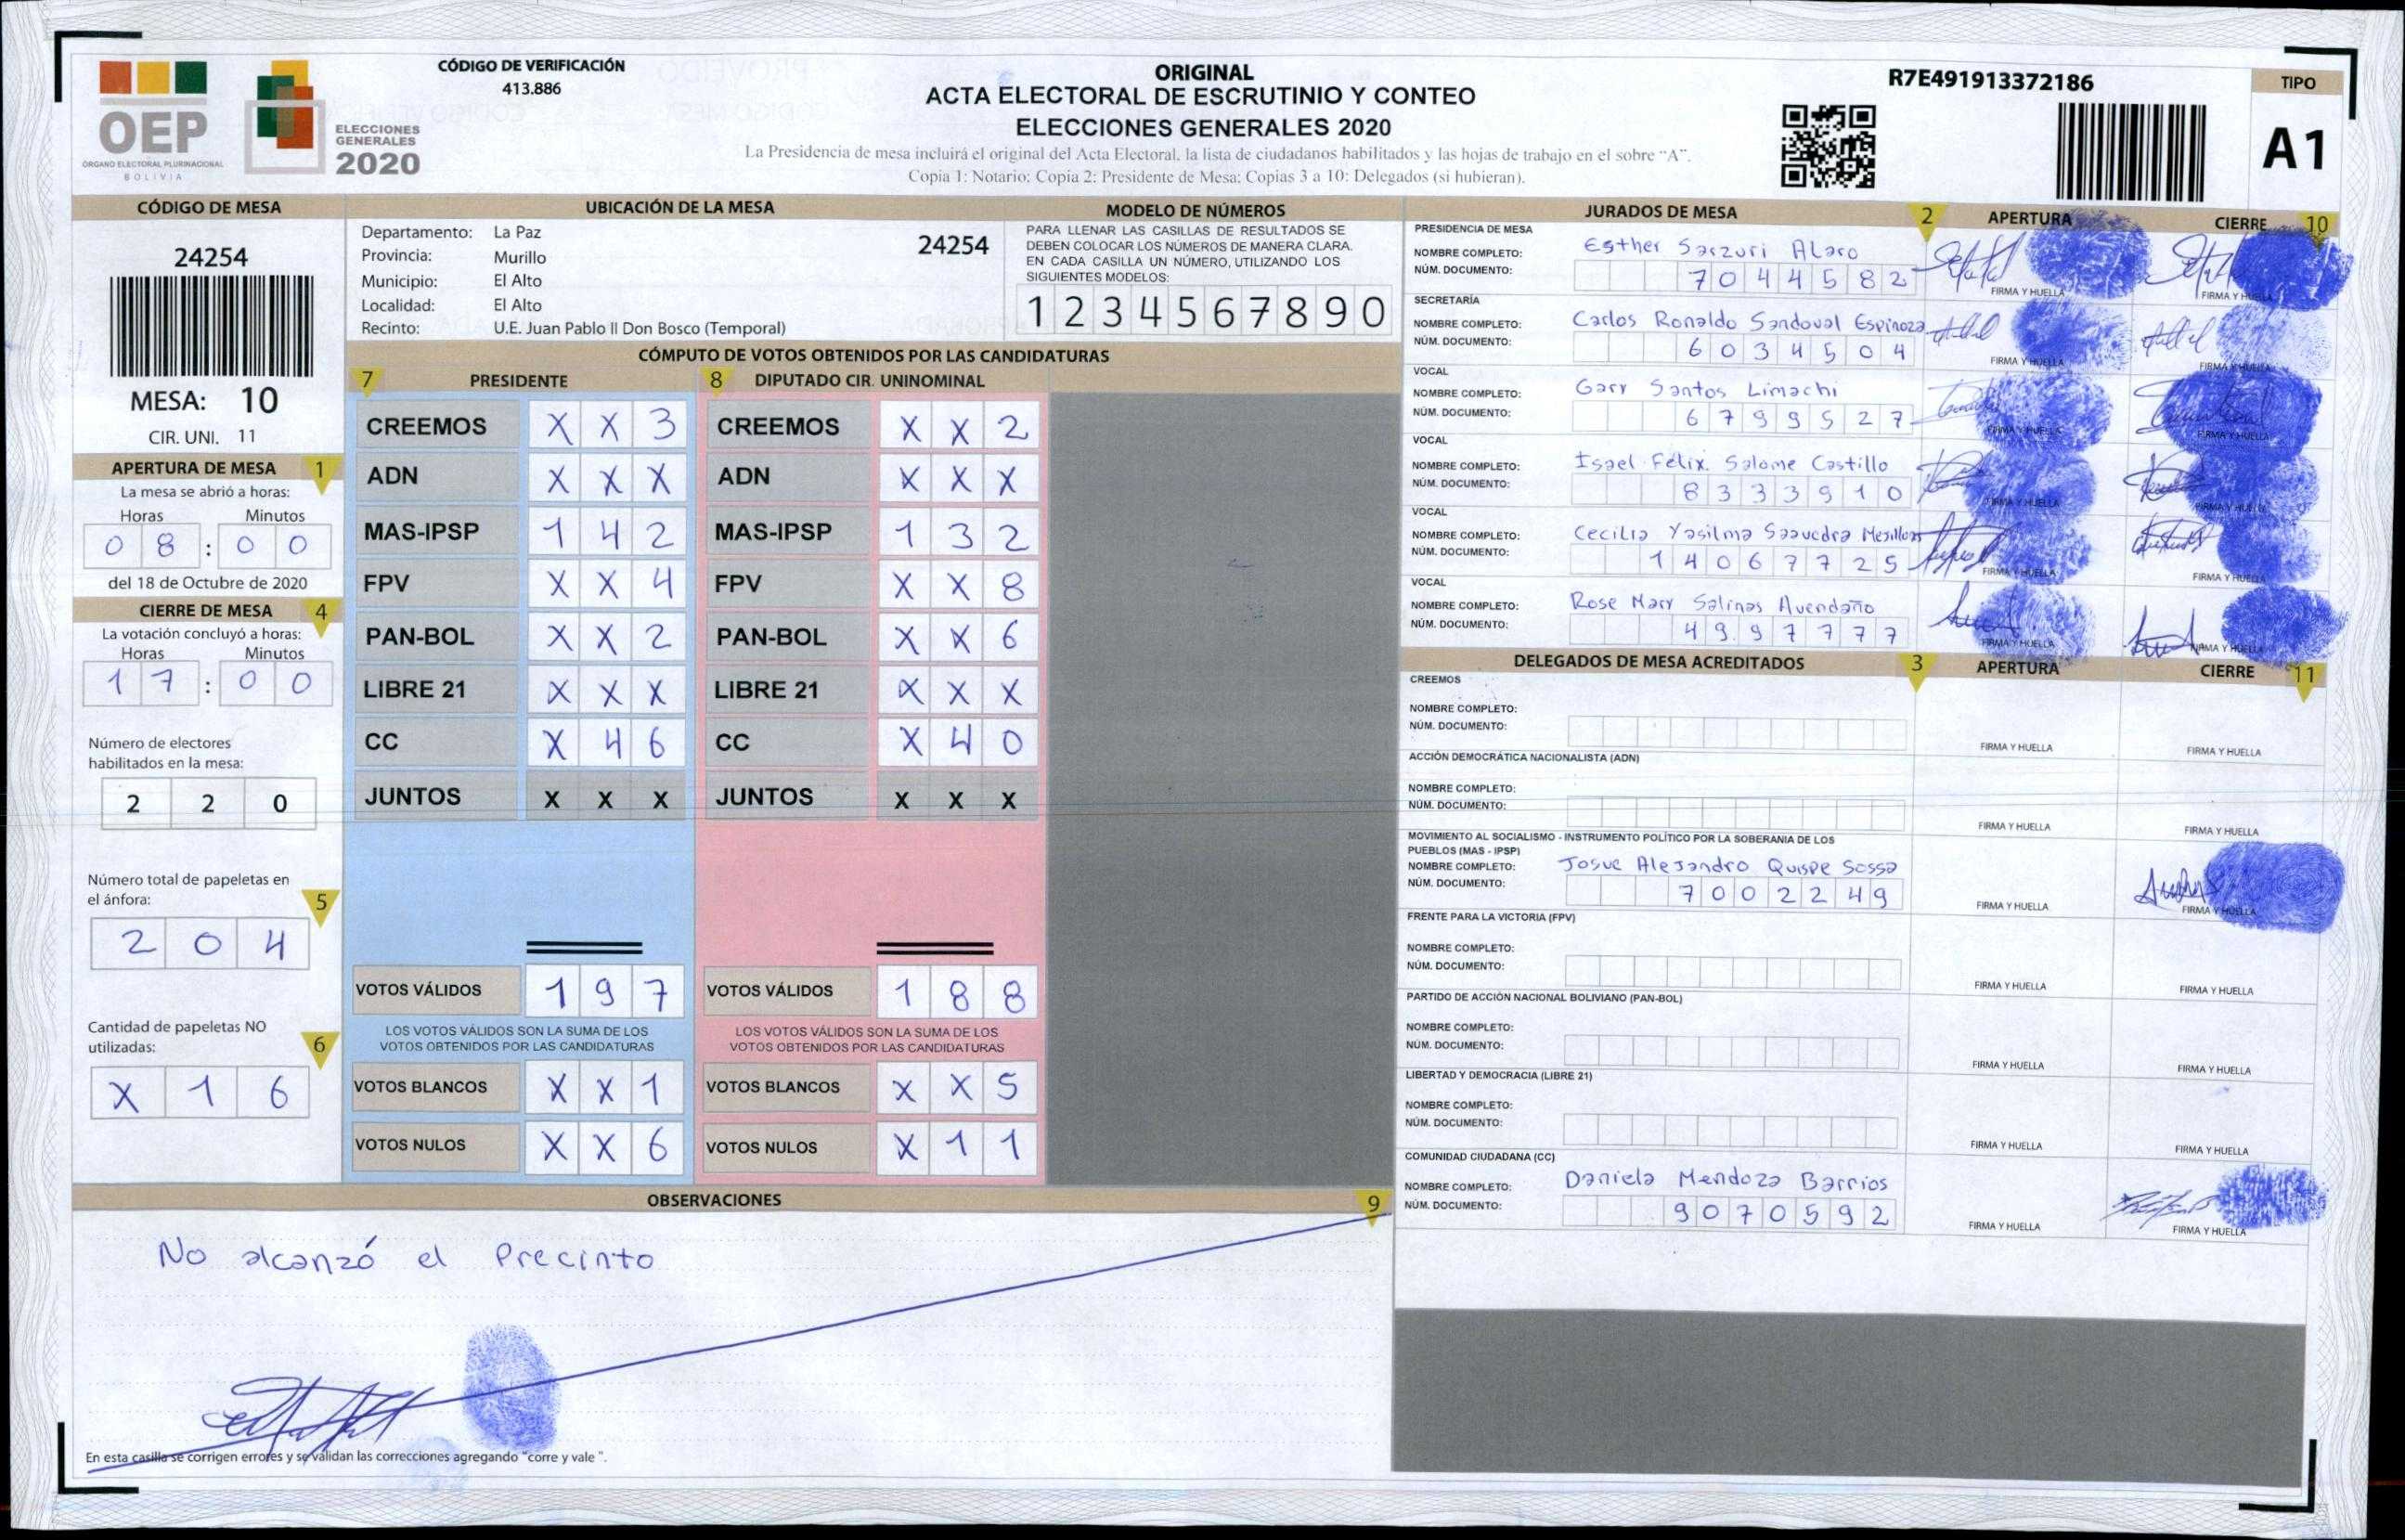 OEP
ÓRGANO ELECTORAL PLURINACIONAL
BOLIVIA
ELECCIONES
GENERALES
2020
CÓDIGO DE VERIFICACIÓN
413.886
ORIGINAL
ACTA ELECTORAL DE ESCRUTINIO Y CONTEO
ELECCIONES GENERALES 2020
La Presidencia de mesa incluirá el original del Acta Electoral, la lista de ciudadanos habilitados y las hojas de trabajo en el sobre “A”.
Copia 1: Notario; Copia 2: Presidente de Mesa; Copias 3 a 10: Delegados (si hubieran).
R7E491913372186
TIPO
A1
CÓDIGO DE MESA
24254
MESA: 10
CIR. UNI. 11
APERTURA DE MESA 1
La mesa se abrió a horas:
Horas Minutos
0 8 : 0 0
del 18 de Octubre de 2020
CIERRE DE MESA 4
La votación concluyó a horas:
Horas Minutos
1 7 : 0 0
Número de electores
habilitados en la mesa:
2 2 0
Número total de papeletas en
el ánfora: 5
2 0 4
Cantidad de papeletas NO
utilizadas: 6
X 1 6
UBICACIÓN DE LA MESA
Departamento: La Paz 24254
Provincia: Murillo
Municipio: El Alto
Localidad: El Alto
Recinto: U.E. Juan Pablo II Don Bosco (Temporal)
MODELO DE NÚMEROS
PARA LLENAR LAS CASILLAS DE RESULTADOS SE
DEBEN COLOCAR LOS NÚMEROS DE MANERA CLARA.
EN CADA CASILLA UN NÚMERO, UTILIZANDO LOS
SIGUIENTES MODELOS:
1 2 3 4 5 6 7 8 9 0
CÓMPUTO DE VOTOS OBTENIDOS POR LAS CANDIDATURAS
7 PRESIDENTE 8 DIPUTADO CIR. UNINOMINAL
CREEMOS X X 3 CREEMOS X X 2
ADN X X X ADN X X X
MAS-IPSP 1 4 2 MAS-IPSP 1 3 2
FPV X X 4 FPV X X 8
PAN-BOL X X 2 PAN-BOL X X 6
LIBRE 21 X X X LIBRE 21 X X X
CC X 4 6 CC X 4 0
JUNTOS X X X JUNTOS X X X
VOTOS VÁLIDOS 1 9 7 VOTOS VÁLIDOS 1 8 8
LOS VOTOS VÁLIDOS SON LA SUMA DE LOS LOS VOTOS VÁLIDOS SON LA SUMA DE LOS
VOTOS OBTENIDOS POR LAS CANDIDATURAS VOTOS OBTENIDOS POR LAS CANDIDATURAS
VOTOS BLANCOS X X 1 VOTOS BLANCOS X X 5
VOTOS NULOS X X 6 VOTOS NULOS X 1 1
OBSERVACIONES 9
No alcanzó el Precinto
En esta casilla se corrigen errores y se validan las correcciones agregando "corre y vale ".
JURADOS DE MESA 2 APERTURA CIERRE 10
PRESIDENCIA DE MESA
NOMBRE COMPLETO: Esther Sarzuri Alaro
NÚM. DOCUMENTO: 7 0 4 4 5 8 2
FIRMA Y HUELLA FIRMA Y HUELLA
SECRETARÍA
NOMBRE COMPLETO: Carlos Ronaldo Sandoval Espinoza
NÚM. DOCUMENTO: 6 0 3 4 5 0 4
FIRMA Y HUELLA FIRMA Y HUELLA
VOCAL
NOMBRE COMPLETO: Gary Santos Limachi
NÚM. DOCUMENTO: 6 7 9 9 5 2 7
FIRMA Y HUELLA FIRMA Y HUELLA
VOCAL
NOMBRE COMPLETO: Isael Félix. Salome Castillo
NÚM. DOCUMENTO: 8 3 3 3 9 1 0
FIRMA Y HUELLA FIRMA Y HUELLA
VOCAL
NOMBRE COMPLETO: Cecilia Yasilma Saavedra
NÚM. DOCUMENTO: 1 4 0 6 7 7 2 5
FIRMA Y HUELLA FIRMA Y HUELLA
VOCAL
NOMBRE COMPLETO: Rose Mary Salinas Avendaño
NÚM. DOCUMENTO: 4 9 9 7 7 7 7
FIRMA Y HUELLA FIRMA Y HUELLA
DELEGADOS DE MESA ACREDITADOS 3 APERTURA CIERRE 11
CREEMOS
NOMBRE COMPLETO:
NÚM. DOCUMENTO:
FIRMA Y HUELLA FIRMA Y HUELLA
ACCIÓN DEMOCRÁTICA NACIONALISTA (ADN)
NOMBRE COMPLETO:
NÚM. DOCUMENTO:
FIRMA Y HUELLA FIRMA Y HUELLA
MOVIMIENTO AL SOCIALISMO - INSTRUMENTO POLÍTICO POR LA SOBERANIA DE LOS
PUEBLOS (MAS - IPSP)
NOMBRE COMPLETO: Josue Alejandro Quispe Sossa
NÚM. DOCUMENTO: 7 0 0 2 2 4 9
FIRMA Y HUELLA FIRMA Y HUELLA
FRENTE PARA LA VICTORIA (FPV)
NOMBRE COMPLETO:
NÚM. DOCUMENTO:
FIRMA Y HUELLA FIRMA Y HUELLA
PARTIDO DE ACCIÓN NACIONAL BOLIVIANO (PAN-BOL)
NOMBRE COMPLETO:
NÚM. DOCUMENTO:
FIRMA Y HUELLA FIRMA Y HUELLA
LIBERTAD Y DEMOCRACIA (LIBRE 21)
NOMBRE COMPLETO:
NÚM. DOCUMENTO:
FIRMA Y HUELLA FIRMA Y HUELLA
COMUNIDAD CIUDADANA (CC)
NOMBRE COMPLETO: Daniela Mendoza Barrios
NÚM. DOCUMENTO: 9 0 7 0 5 9 2
FIRMA Y HUELLA FIRMA Y HUELLA